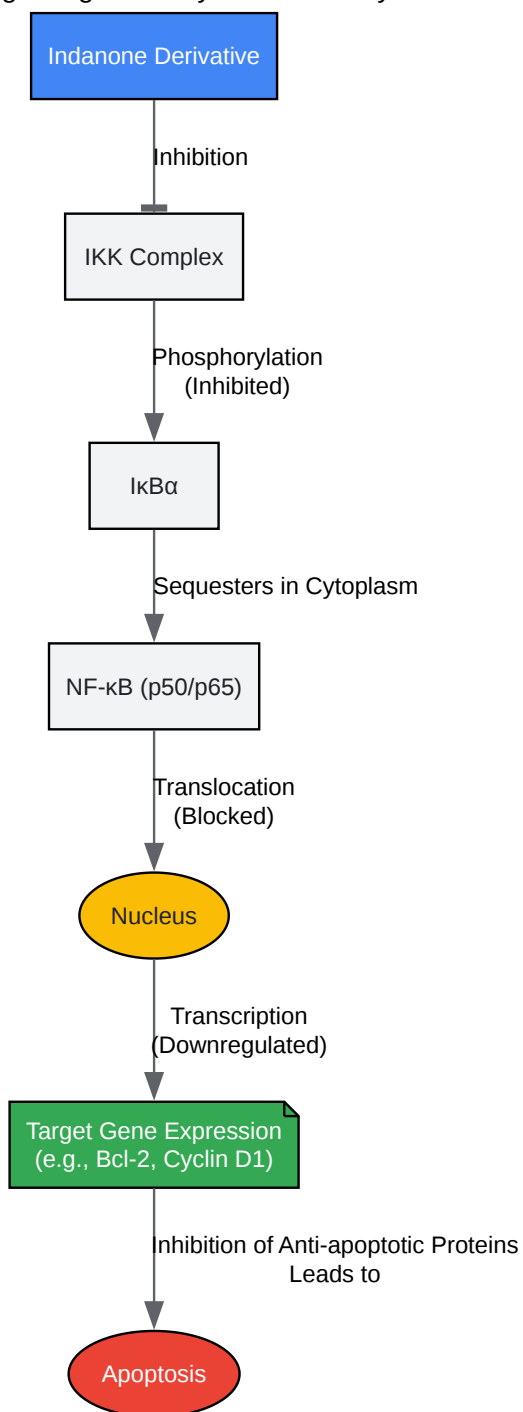 Indanone Derivative
Inhibition
IKK Complex
Phosphorylation
(Inhibited)
IκBα
Sequesters in Cytoplasm
NF-κB (p50/p65)
Translocation
(Blocked)
Nucleus
Transcription
(Downregulated)
Target Gene Expression
(e.g., Bcl-2, Cyclin D1)
Inhibition of Anti-apoptotic Proteins
Leads to
Apoptosis